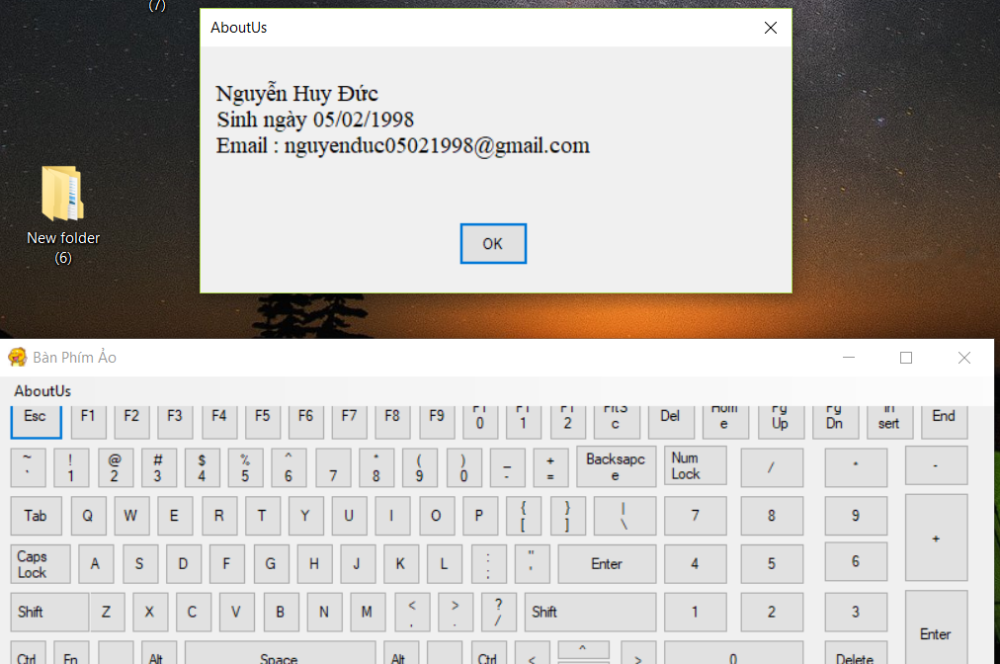 (7)
AboutUs
Nguyễn Huy Đức
Sinh ngày 05/02/1998
Email : nguyenduc05021998@gmail.com
OK
New folder
(6)
Bàn Phím Ảo
AboutUs
Esc F1 F2 F3 F4 F5 F6 F7 F8 F9 F1 0 F1 1 F1 2 PrtS c Del Hom e Pg Up Pg Dn In sert End
~ ` ! 1 @ 2 # 3 $ 4 % 5 ^ 6 7 * 8 ( 9 ) 0 _ - + = Backsapc e Num Lock / * -
Tab Q W E R T Y U I O P { [ } ] | \ 7 8 9 +
Caps Lock A S D F G H J K L : ; " ' Enter 4 5 6
Shift Z X C V B N M < , > . ? / Shift 1 2 3 Enter
Ctrl Fn Alt Space Alt Ctrl < ^ > 0 Delete